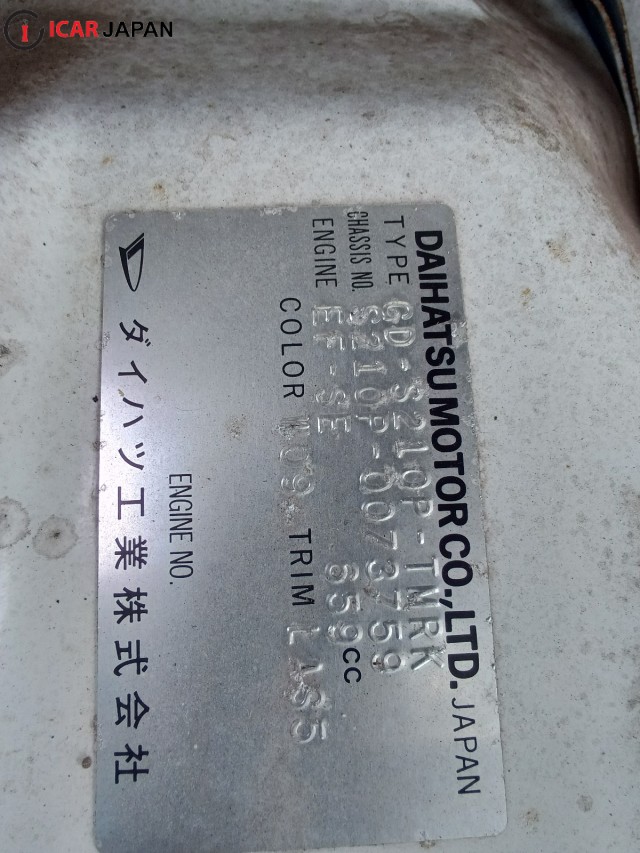 ICAR JAPAN
DAIHATSU MOTOR CO., LTD. JAPAN
TYPE GD-S210P-TMRK
CHASSIS NO. S210P-0073759
ENGINE EF-SE 659cc
COLOR W09 TRIM LA55
ENGINE NO.
ダイハツ工業株式会社